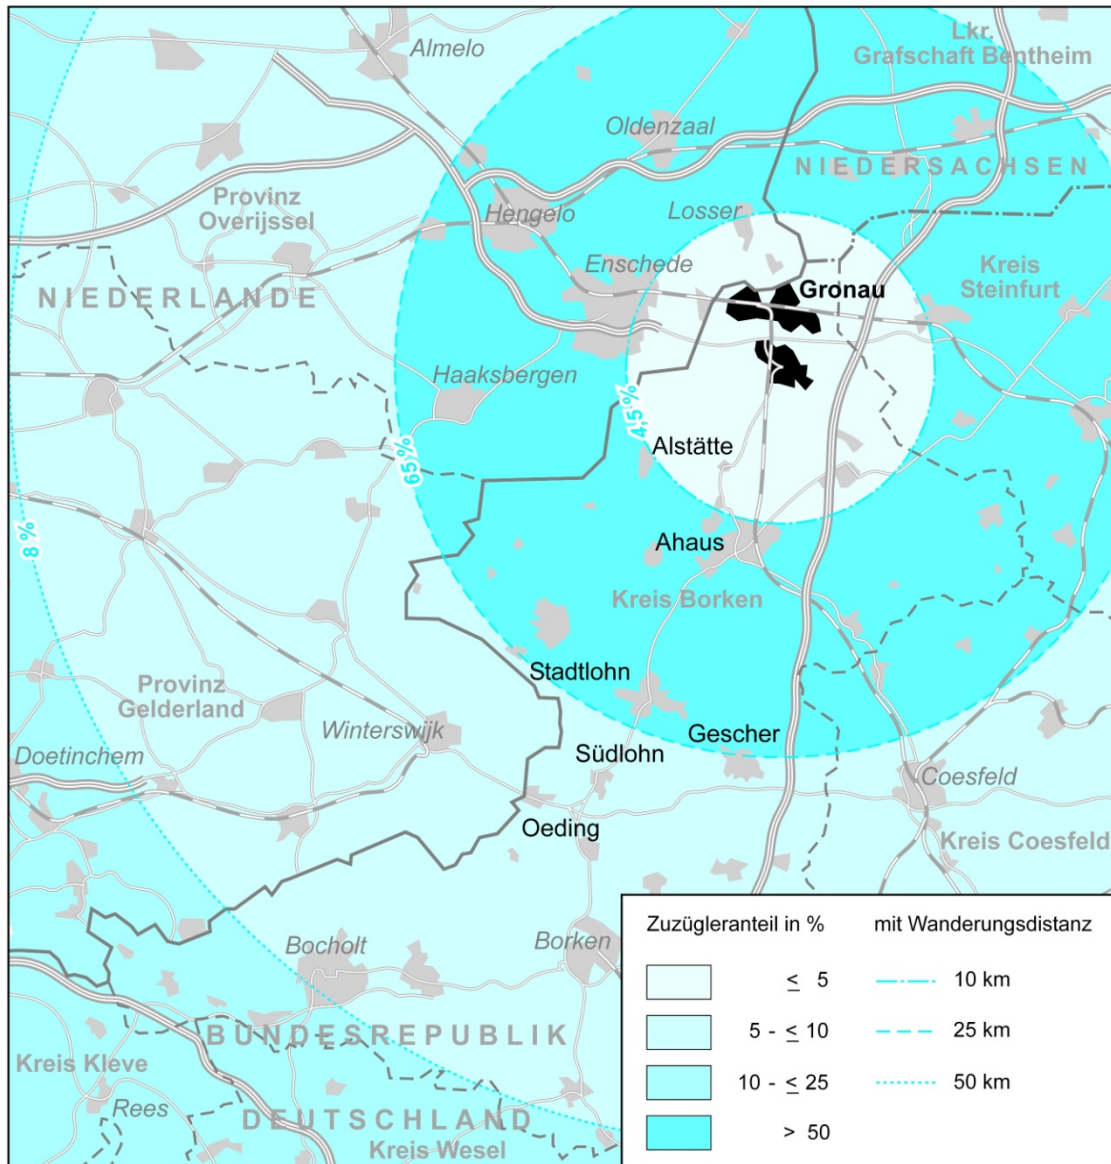 Almelo
Lkr.
Grafschaft Bentheim
Oldenzaal
NIEDERSACHSEN
Provinz
Overijssel
Hengelo
Losser
Enschede
Kreis
Steinfurt
NIEDERLANDE
Gronau
Haaksbergen
4,5 %
65 %
Alstätte
8 %
Ahaus
Kreis Borken
Stadtlohn
Provinz
Gelderland
Winterswijk
Gescher
Doetinchem
Südlohn
Coesfeld
Oeding
Kreis Coesfeld
Bocholt
Borken
BUNDESREPUBLIK
Kreis Kleve
Rees
DEUTSCHLAND
Kreis Wesel
Zuzügleranteil in % mit Wanderungsdistanz
≤ 5 10 km
5 - ≤ 10 25 km
10 - ≤ 25 50 km
> 50